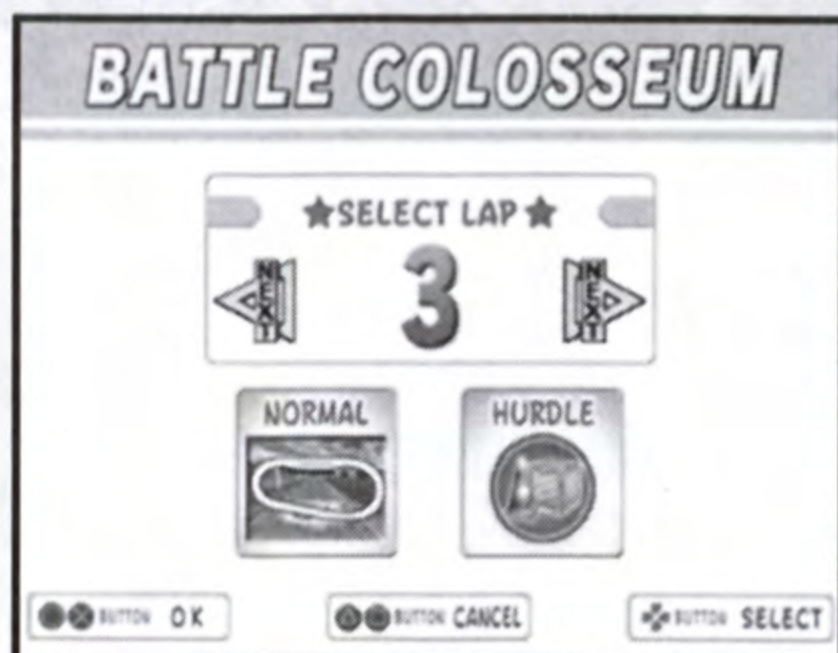 BATTLE COLOSSEUM
★SELECT LAP★
NEXT 3 NEXT
NORMAL HURDLE
BUTTON OK BUTTON CANCEL BUTTON SELECT